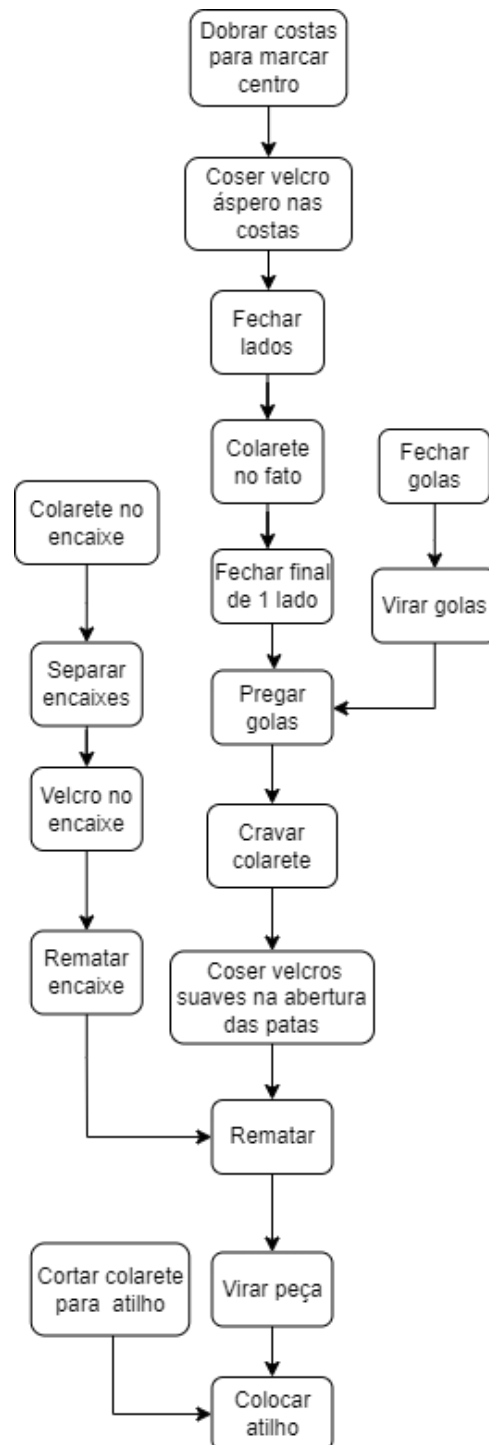 Dobrar costas
para marcar
centro
Coser velcro
áspero nas
costas
Fechar
lados
Colarete
no fato
Fechar
golas
Colarete no
encaixe
Fechar final
de 1 lado
Virar golas
Separar
encaixes
Pregar
golas
Velcro no
encaixe
Cravar
colarete
Rematar
encaixe
Coser velcros
suaves na abertura
das patas
Rematar
Cortar colarete
para atilho
Virar peça
Colocar
atilho